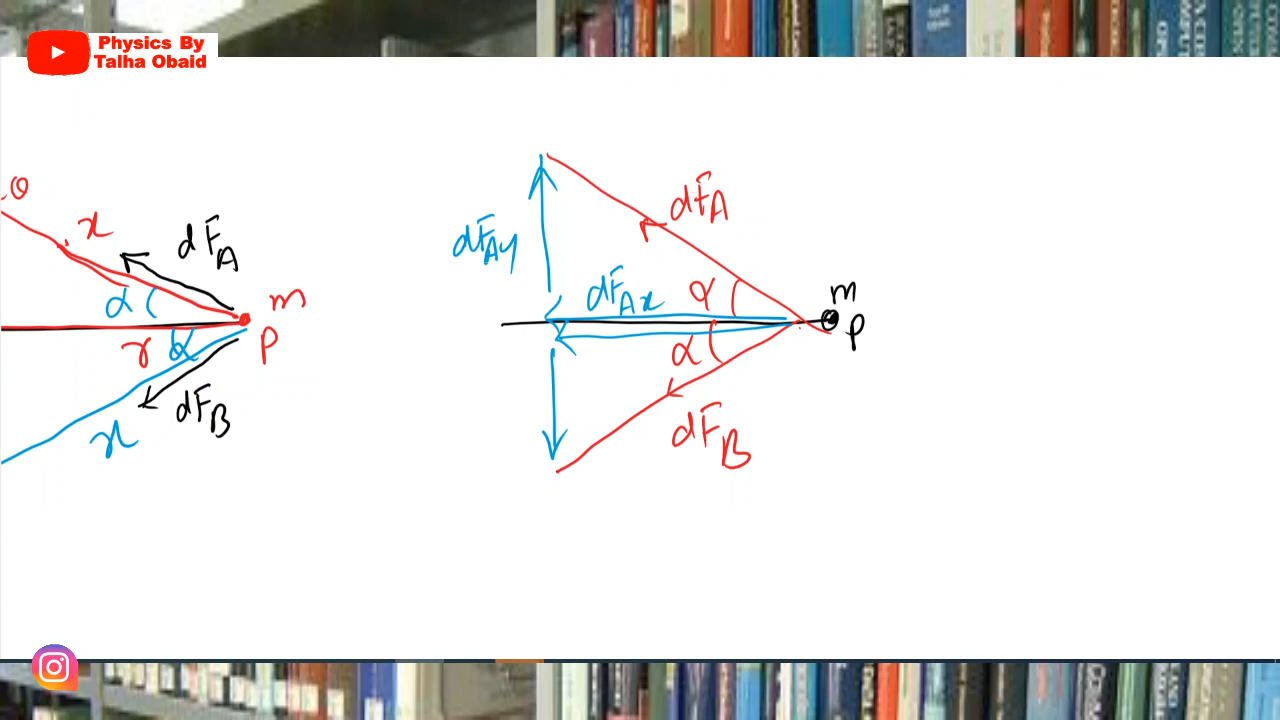 Physics By
Talha Obaid
θ
x
dF_A
α
m
r
α
P
dF_B
x
dF_A
dF_Ay
dF_Ax
α
m
P
α
dF_B